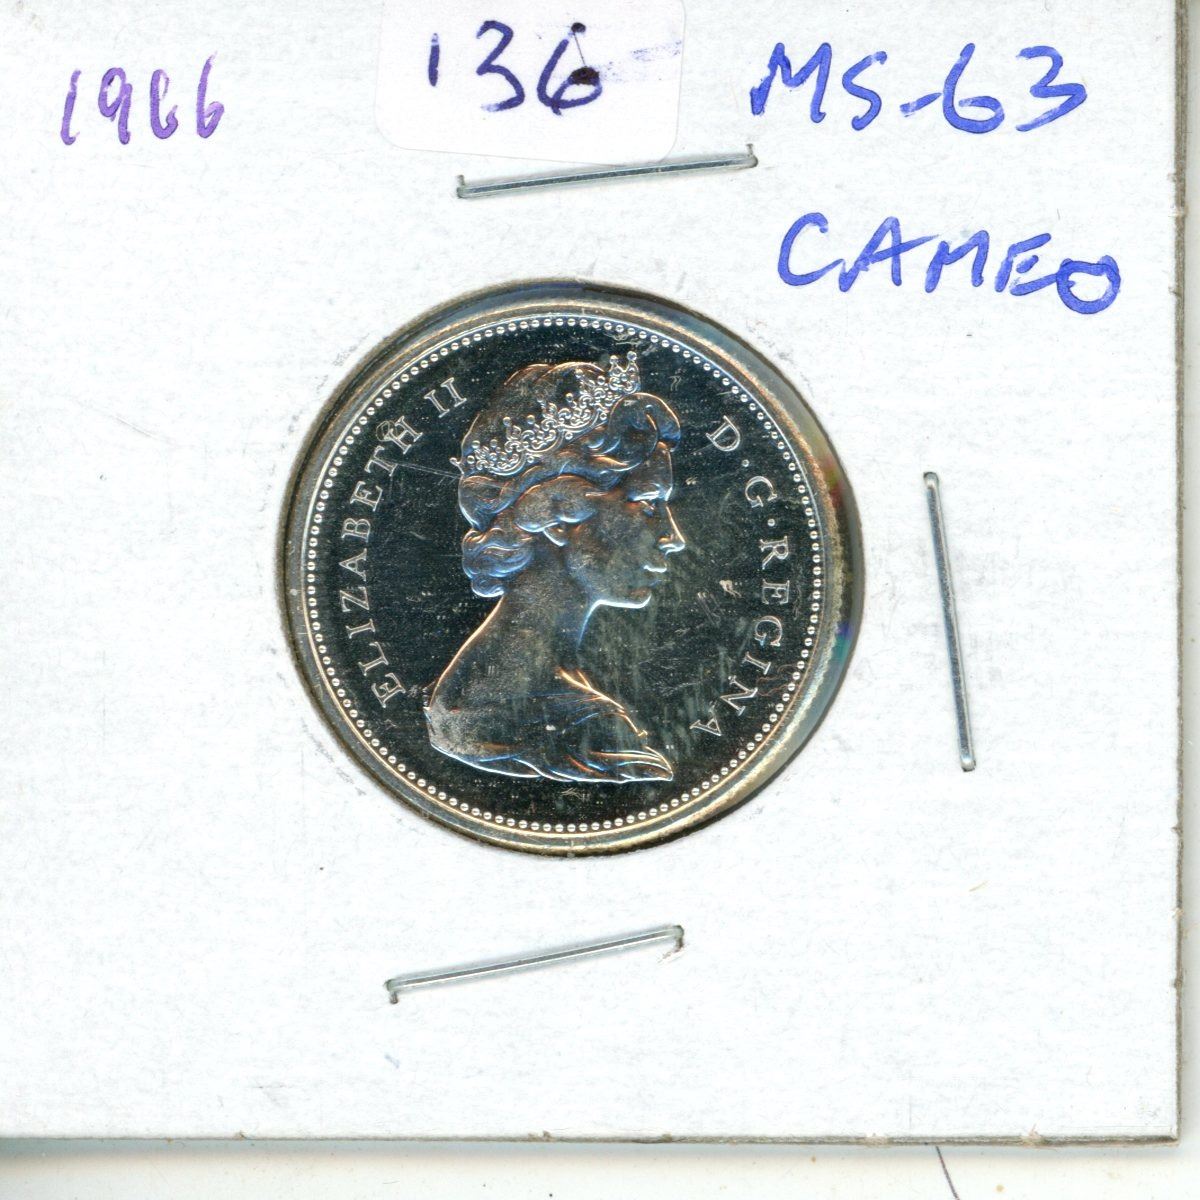 1966
136
MS-63
CAMEO
ELIZABETH II
D·G·REGINA